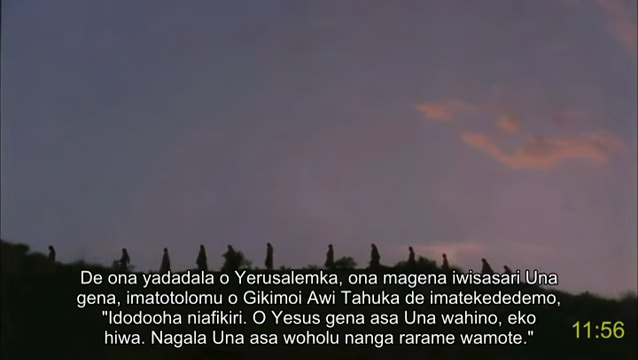 De ona yadadala o Yerusalemka, ona magena iwisasari Una
gena, imatotolomu o Gikimoi Awi Tahuka de imatekededemo,
"Idodooha niafikiri. O Yesus gena asa Una wahino, eko
hiwa. Nagala Una asa woholu nanga rarame wamote."
11:56